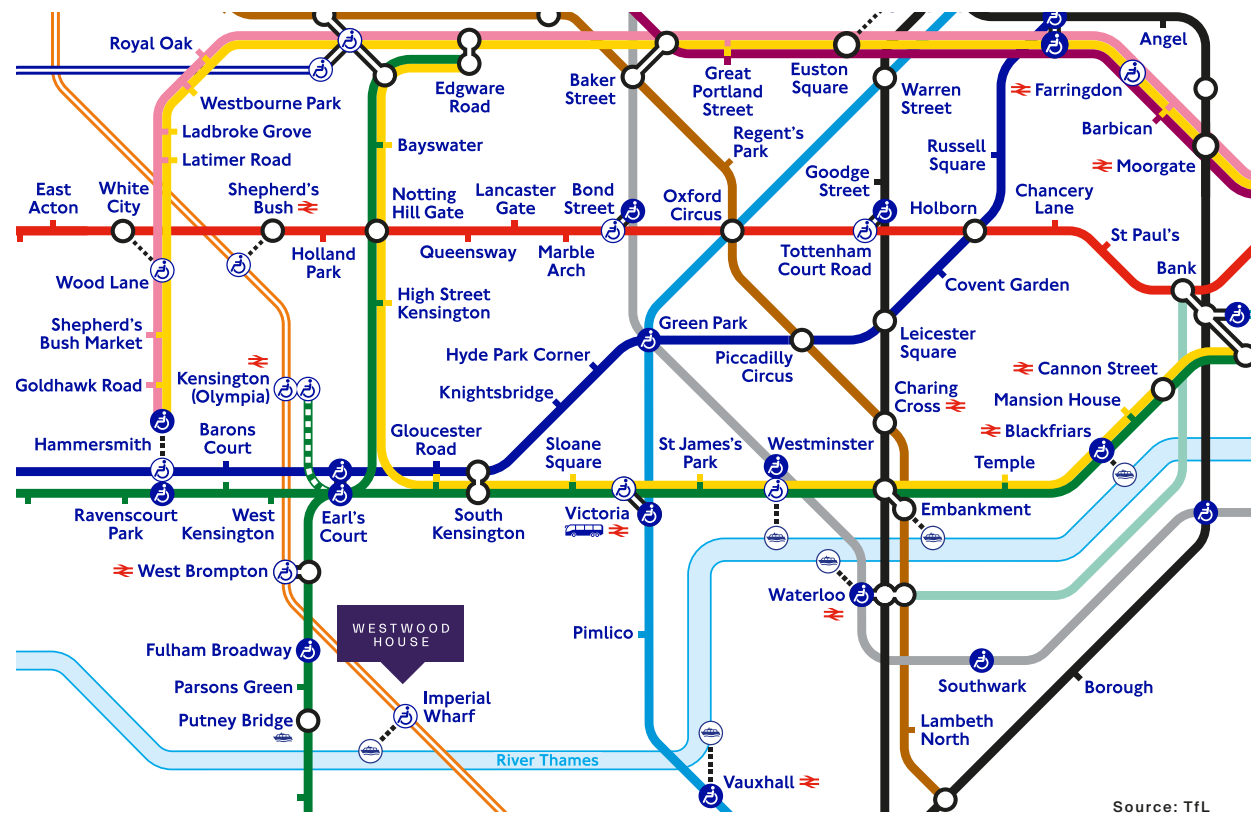 Royal Oak
Angel
Edgware
Road
Baker
Street
Great
Portland
Street
Euston
Square
Warren
Street
Farringdon
Westbourne Park
Barbican
Ladbroke Grove
Latimer Road
Bayswater
Regent's
Park
Russell
Square
Moorgate
Goodge
Street
East
Acton
White
City
Shepherd's
Bush
Notting
Hill Gate
Lancaster
Gate
Bond
Street
Oxford
Circus
Holborn
Chancery
Lane
Holland
Park
Queensway
Marble
Arch
Tottenham
Court Road
St Paul's
Wood Lane
Covent Garden
Bank
High Street
Kensington
Shepherd's
Bush Market
Green Park
Leicester
Square
Hyde Park Corner
Piccadilly
Circus
Cannon Street
Goldhawk Road
Kensington
(Olympia)
Knightsbridge
Charing
Cross
Mansion House
Hammersmith
Barons
Court
Gloucester
Road
Sloane
Square
St James's
Park
Westminster
Blackfriars
Temple
Ravenscourt
Park
West
Kensington
Earl's
Court
South
Kensington
Victoria
Embankment
West Brompton
Waterloo
WESTWOOD
HOUSE
Pimlico
Fulham Broadway
Parsons Green
Southwark
Borough
Putney Bridge
Imperial
Wharf
Lambeth
North
River Thames
Vauxhall
Source: TfL